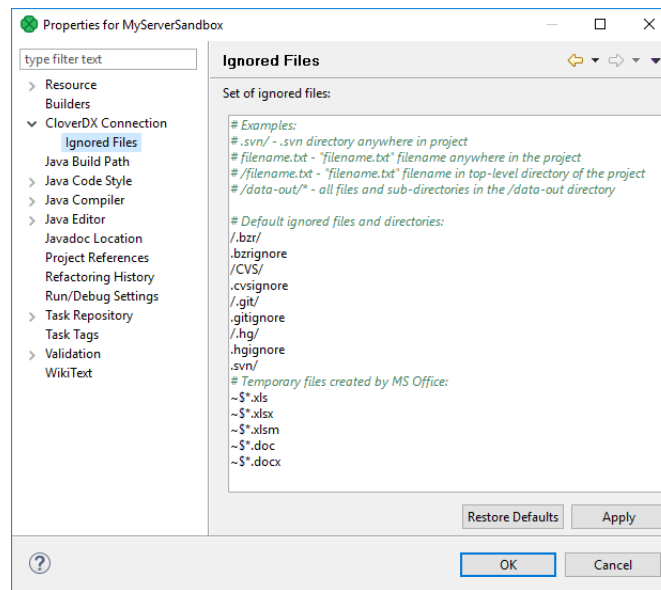 Properties for MyServerSandbox
type filter text
Resource
Builders
CloverDX Connection
Ignored Files
Java Build Path
Java Code Style
Java Compiler
Java Editor
Javadoc Location
Project References
Refactoring History
Run/Debug Settings
Task Repository
Task Tags
Validation
WikiText
Ignored Files
Set of ignored files:
# Examples:
# .svn/ - .svn directory anywhere in project
# filename.txt - "filename.txt" filename anywhere in the project
# /filename.txt - "filename.txt" filename in top-level directory of the project
# /data-out/* - all files and sub-directories in the /data-out directory
# Default ignored files and directories:
/.bzr/
.bzrignore
/CVS/
.cvsignore
/.git/
.gitignore
/.hg/
.hgignore
.svn/
# Temporary files created by MS Office:
~$*.xls
~$*.xlsx
~$*.xlsm
~$*.doc
~$*.docx
Restore Defaults
Apply
OK
Cancel